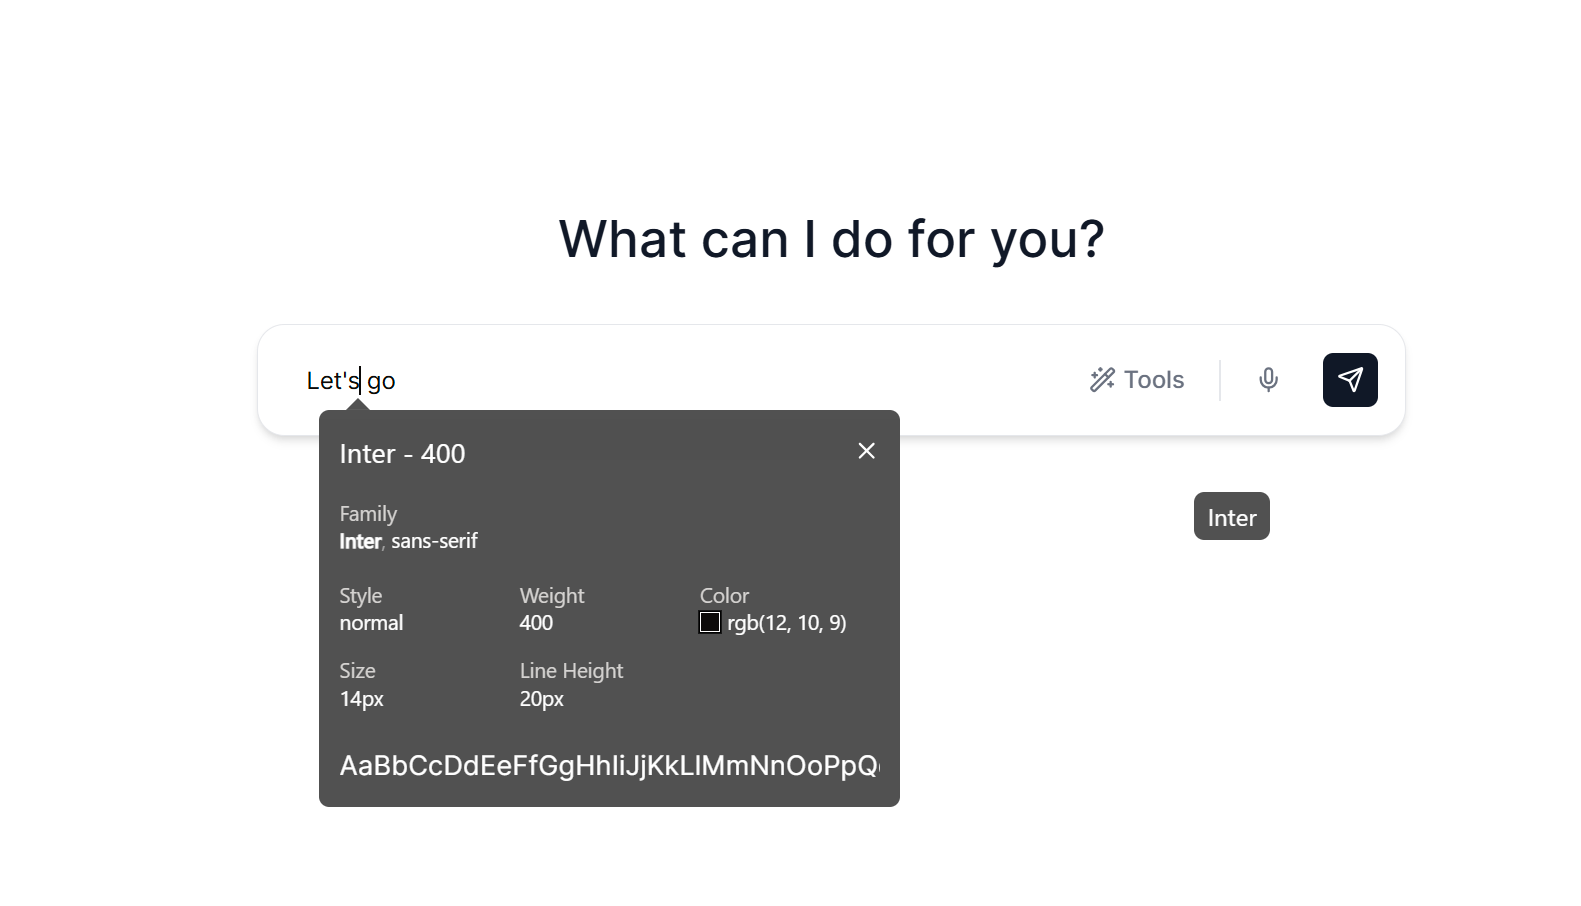 What can I do for you?
Let's go
Tools
Inter - 400
Inter
Family
Inter, sans-serif
Style Weight Color
normal 400 rgb(12, 10, 9)
Size Line Height
14px 20px
AaBbCcDdEeFfGgHhIiJjKkLlMmNnOoPpQ